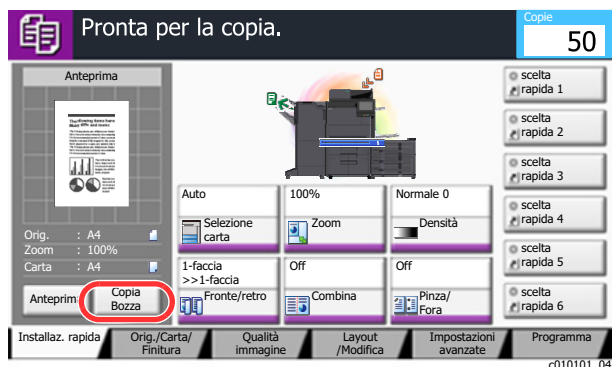 Pronta per la copia.
Copie
50
Anteprima
Orig. : A4
Zoom : 100%
Carta : A4
Anteprim
Copia
Bozza
Auto
Selezione
carta
100%
Zoom
Normale 0
Densità
1-faccia
>>1-faccia
Fronte/retro
Off
Combina
Off
Pinza/
Fora
scelta
rapida 1
scelta
rapida 2
scelta
rapida 3
scelta
rapida 4
scelta
rapida 5
scelta
rapida 6
Installaz. rapida
Orig./Carta/
Finitura
Qualità
immagine
Layout
/Modifica
Impostazioni
avanzate
Programma
c010101_04